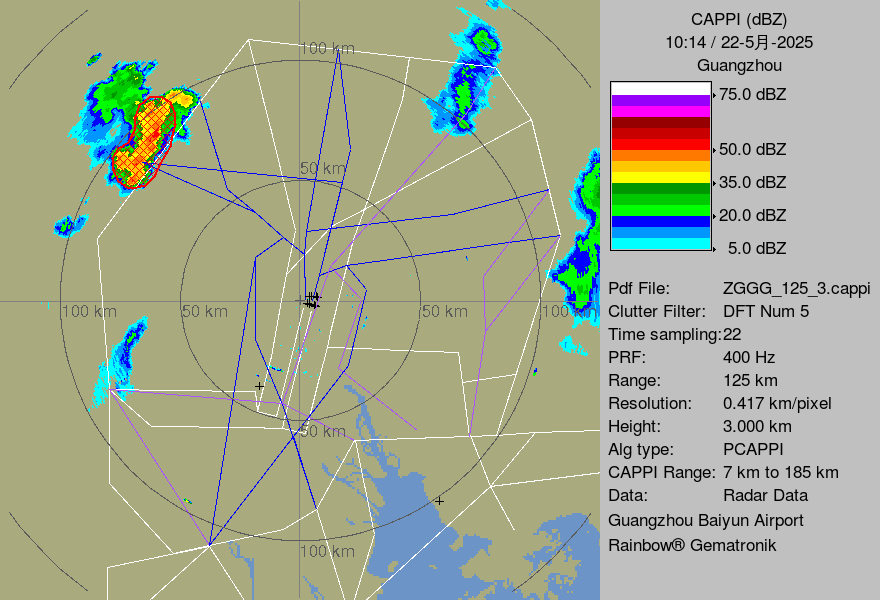 CAPPI (dBZ)
10:14 / 22-5月-2025
Guangzhou
75.0 dBZ
50.0 dBZ
35.0 dBZ
20.0 dBZ
5.0 dBZ
Pdf File: ZGGG_125_3.cappi
Clutter Filter: DFT Num 5
Time sampling:22
PRF: 400 Hz
Range: 125 km
Resolution: 0.417 km/pixel
Height: 3.000 km
Alg type: PCAPPI
CAPPI Range: 7 km to 185 km
Data: Radar Data
Guangzhou Baiyun Airport
Rainbow® Gematronik
100 km
50 km
100 km
50 km
50 km
100 km
50 km
100 km